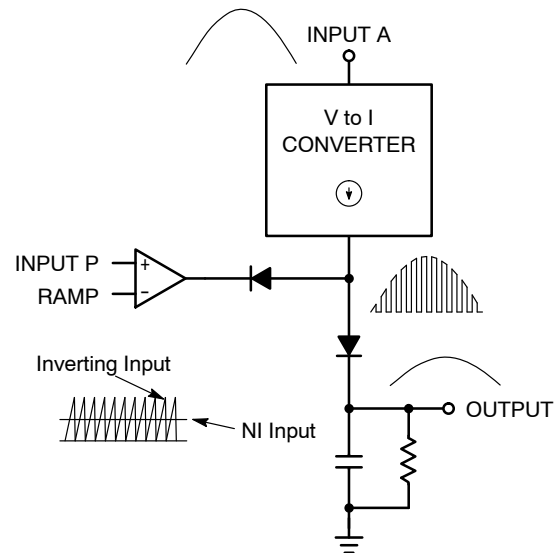 INPUT A
V to I
CONVERTER
INPUT P
+
RAMP
−
Inverting Input
NI Input
OUTPUT